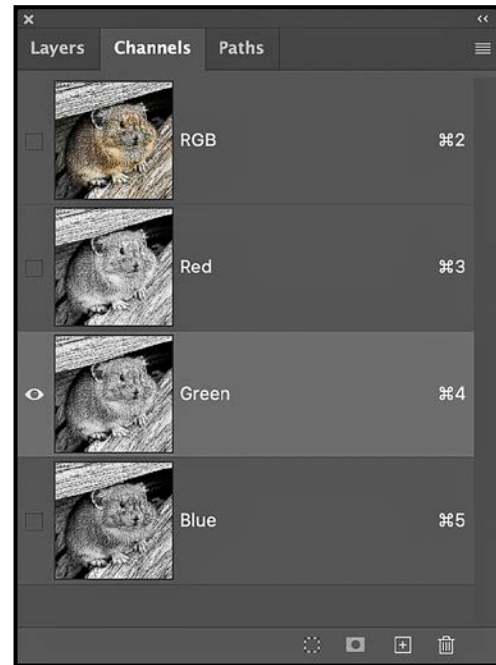 Layers Channels Paths
RGB ⌘2
Red ⌘3
Green ⌘4
Blue ⌘5